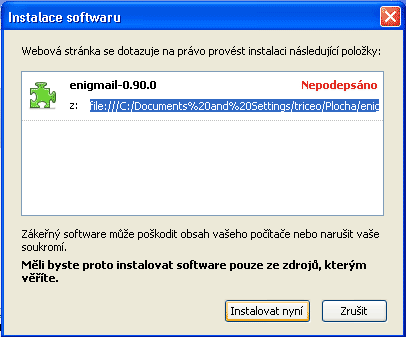 Instalace softwaru
Webová stránka se dotazuje na právo provést instalaci následující položky:
enigmail-0.90.0 Nepodepsáno
z: file:///C:/Documents%20and%20Settings/triceo/Plocha/enig
Zákeřný software může poškodit obsah vašeho počítače nebo narušit vaše
soukromí.
Měli byste proto instalovat software pouze ze zdrojů, kterým
věříte.
Instalovat nyní Zrušit